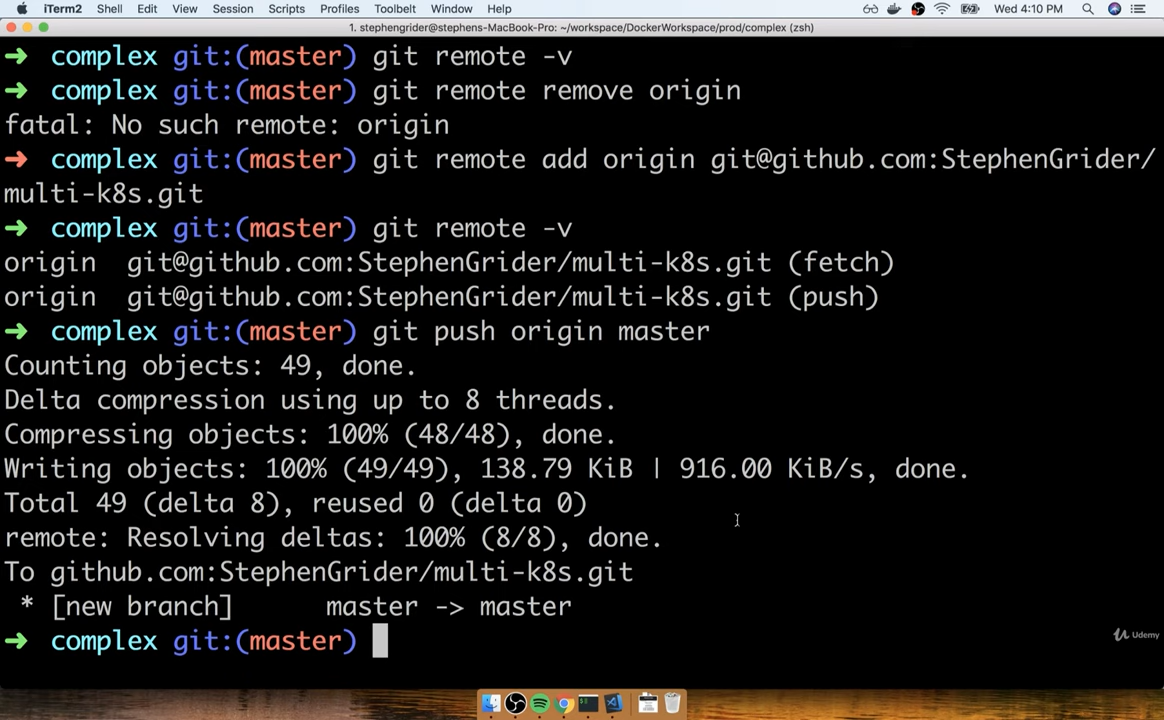 iTerm2 Shell Edit View Session Scripts Profiles Toolbelt Window Help Wed 4:10 PM
1. stephengrider@stephens-MacBook-Pro: ~/workspace/DockerWorkspace/prod/complex (zsh)
➜ complex git:(master) git remote -v
➜ complex git:(master) git remote remove origin
fatal: No such remote: origin
➜ complex git:(master) git remote add origin git@github.com:StephenGrider/
multi-k8s.git
➜ complex git:(master) git remote -v
origin git@github.com:StephenGrider/multi-k8s.git (fetch)
origin git@github.com:StephenGrider/multi-k8s.git (push)
➜ complex git:(master) git push origin master
Counting objects: 49, done.
Delta compression using up to 8 threads.
Compressing objects: 100% (48/48), done.
Writing objects: 100% (49/49), 138.79 KiB | 916.00 KiB/s, done.
Total 49 (delta 8), reused 0 (delta 0)
remote: Resolving deltas: 100% (8/8), done.
To github.com:StephenGrider/multi-k8s.git
* [new branch] master -> master
➜ complex git:(master)
Udemy